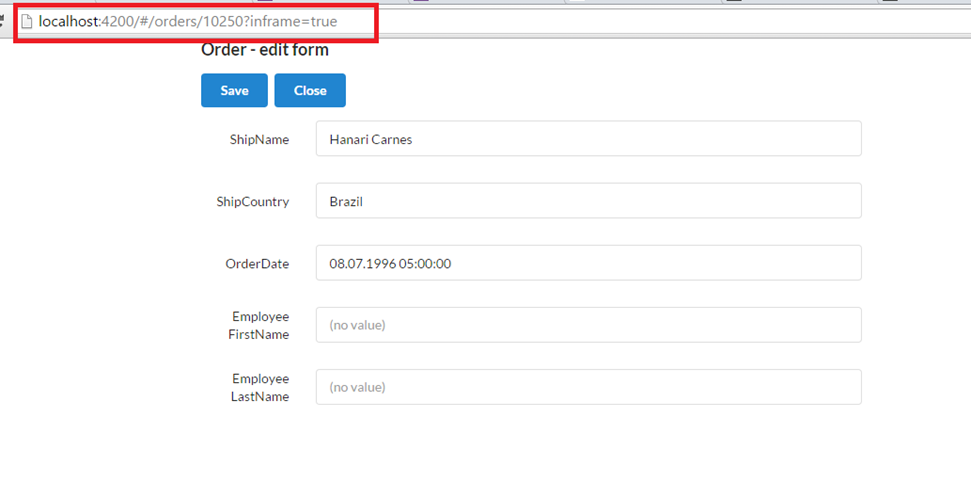 localhost:4200/#/orders/10250?inframe=true
Order - edit form
Save Close
ShipName Hanari Carnes
ShipCountry Brazil
OrderDate 08.07.1996 05:00:00
Employee
FirstName (no value)
Employee
LastName (no value)